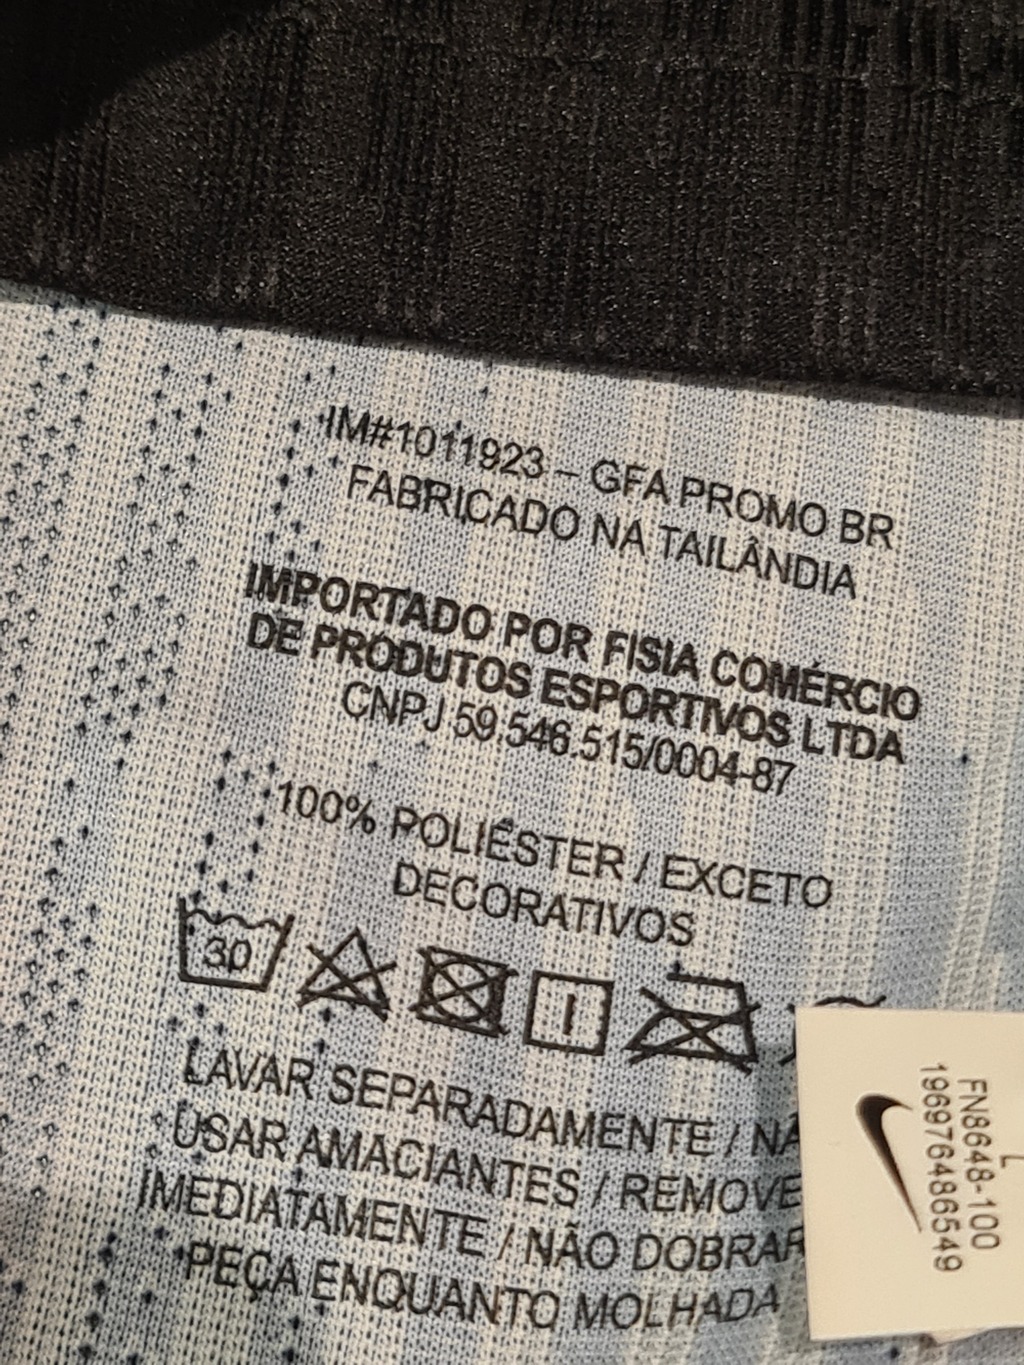 IM#1011923 – GFA PROMO BR
FABRICADO NA TAILÂNDIA
IMPORTADO POR FISIA COMÉRCIO
DE PRODUTOS ESPORTIVOS LTDA
CNPJ 59.546.515/0004-87
100% POLIÉSTER / EXCETO
DECORATIVOS
30
LAVAR SEPARADAMENTE / NÃ
USAR AMACIANTES / REMOVE
IMEDIATAMENTE / NÃO DOBRAR
PEÇA ENQUANTO MOLHADA
L
FN8648-100
196976486549